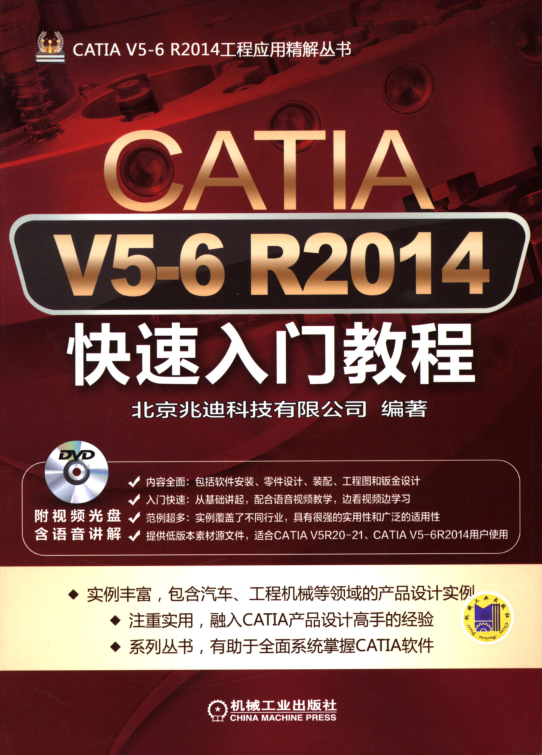 CATIA V5-6 R2014工程应用精解丛书
CATIA
V5-6 R2014
快速入门教程
北京兆迪科技有限公司 编著
DVD
附视频光盘
含语音讲解
✓ 内容全面：包括软件安装、零件设计、装配、工程图和钣金设计
✓ 入门快速：从基础讲起，配合语音视频教学，边看视频边学习
✓ 范例超多：实例覆盖了不同行业，具有很强的实用性和广泛的适用性
✓ 提供低版本素材源文件，适合CATIA V5R20-21、CATIA V5-6R2014用户使用
◆ 实例丰富，包含汽车、工程机械等领域的产品设计实例
◆ 注重实用，融入CATIA产品设计高手的经验
◆ 系列丛书，有助于全面系统掌握CATIA软件
机械工业出版社
CHINA MACHINE PRESS